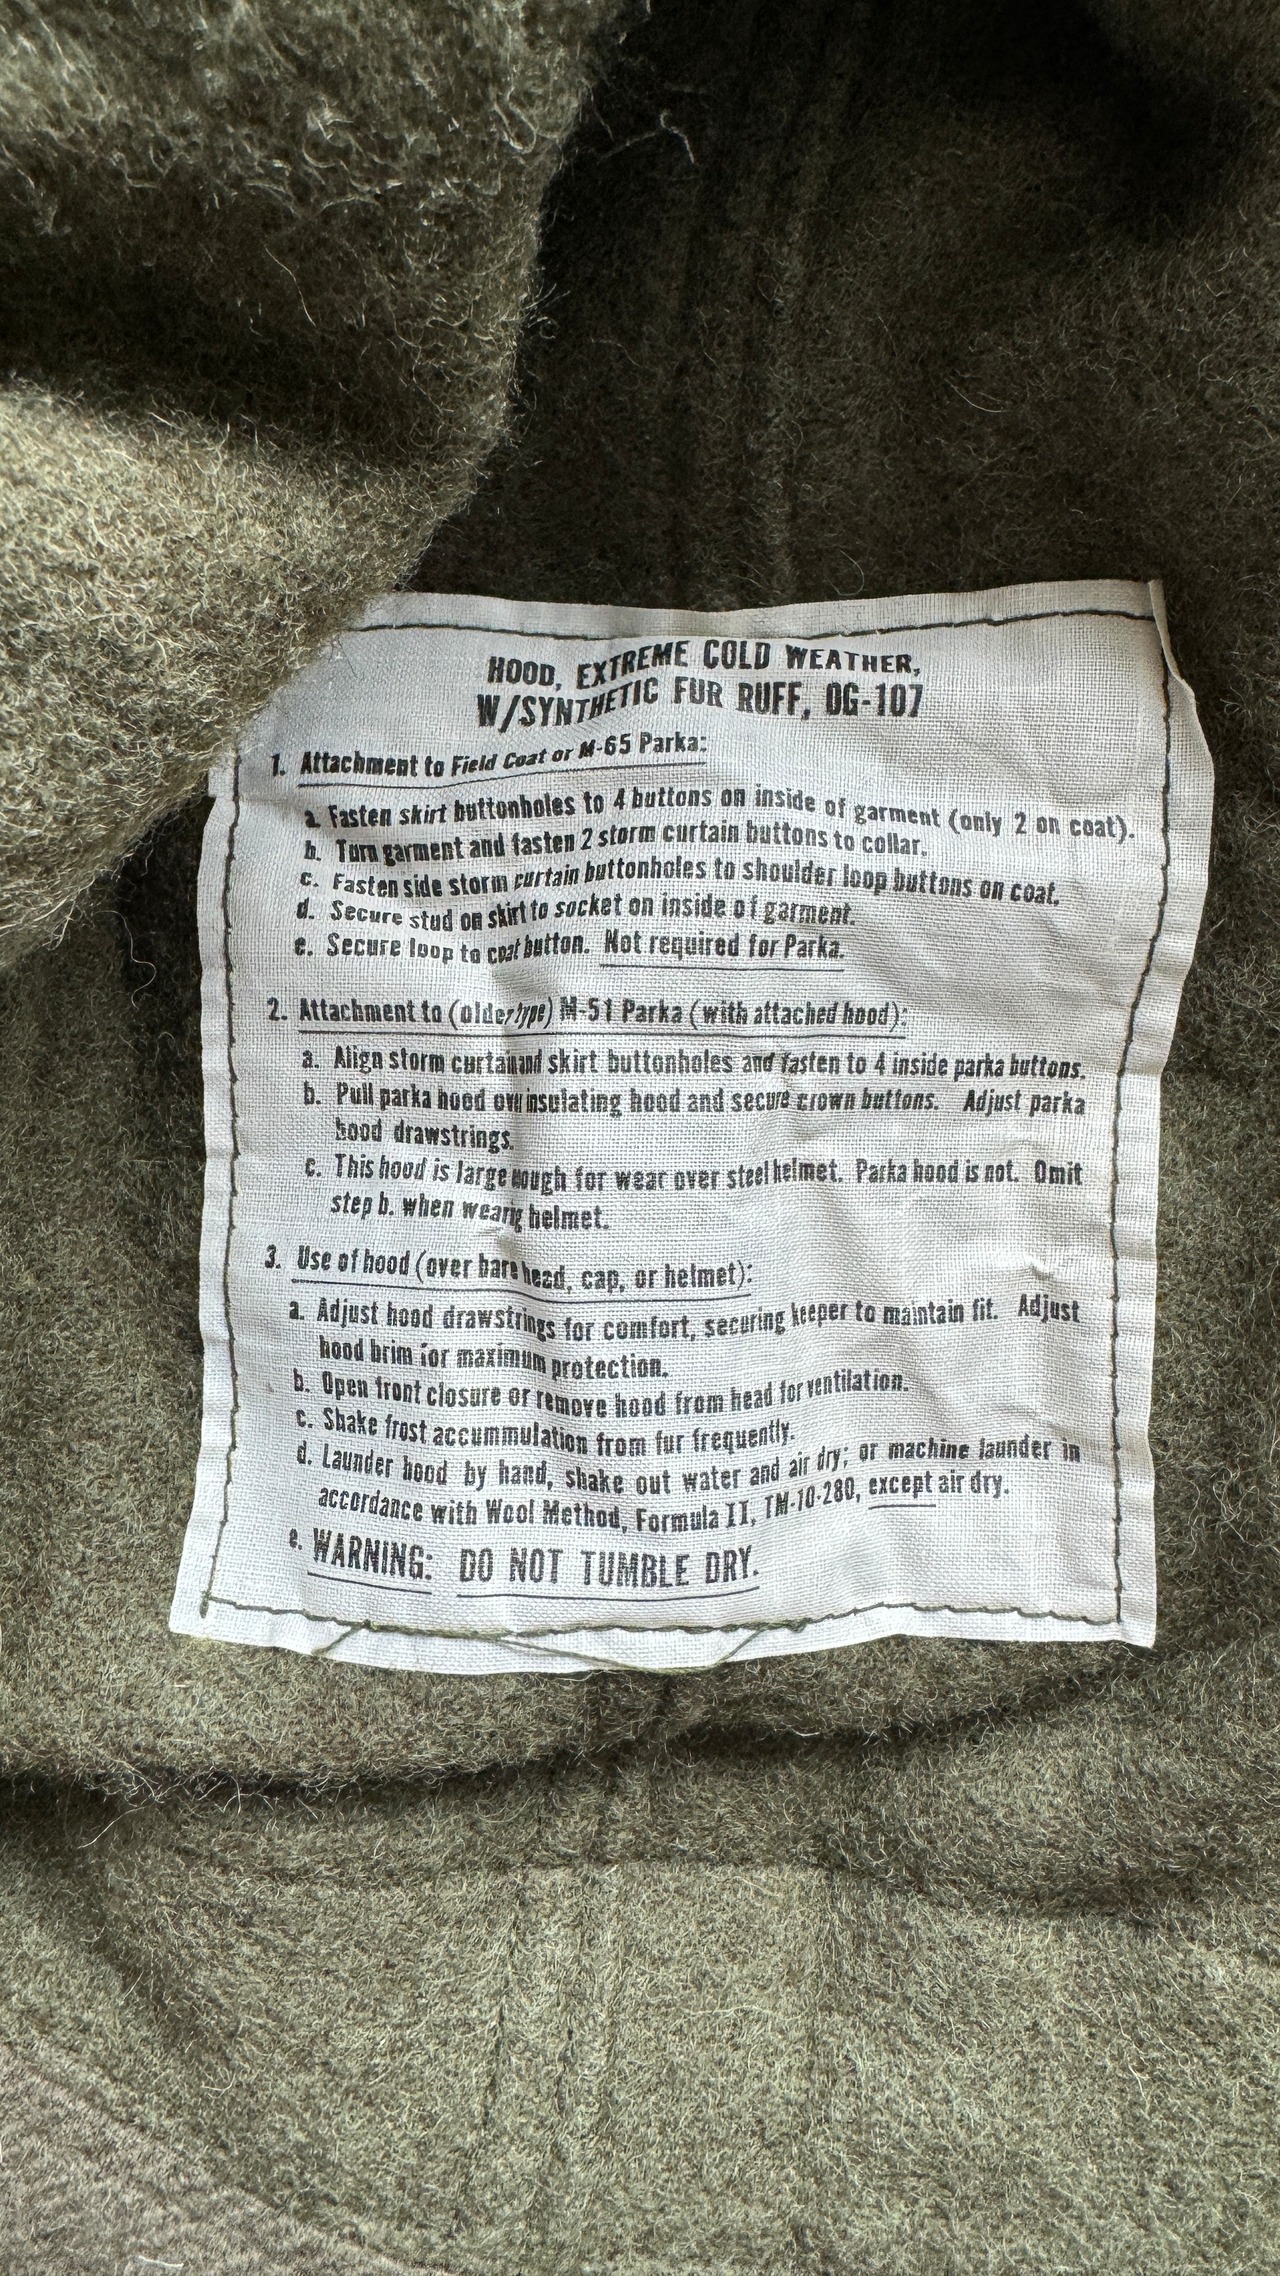 HOOD, EXTREME COLD WEATHER,
W/SYNTHETIC FUR RUFF, OG-107
1. Attachment to Field Coat or M-65 Parka:
a. Fasten skirt buttonholes to 4 buttons on inside of garment (only 2 on coat).
b. Turn garment and fasten 2 storm curtain buttons to collar.
c. Fasten side storm curtain buttonholes to shoulder loop buttons on coat.
d. Secure stud on skirt to socket on inside of garment.
e. Secure loop to coat button. Not required for Parka.
2. Attachment to (older type) M-51 Parka (with attached hood):
a. Align storm curtain and skirt buttonholes and fasten to 4 inside parka buttons.
b. Pull parka hood over insulating hood and secure crown buttons. Adjust parka
hood drawstrings.
c. This hood is large enough for wear over steel helmet. Parka hood is not. Omit
step b. when wearing helmet.
3. Use of hood (over bare head, cap, or helmet):
a. Adjust hood drawstrings for comfort, securing keeper to maintain fit. Adjust
hood brim for maximum protection.
b. Open front closure or remove hood from head for ventilation.
c. Shake frost accummulation from fur frequently.
d. Launder hood by hand, shake out water and air dry; or machine launder in
accordance with Wool Method, Formula II, TM-10-280, except air dry.
e. WARNING: DO NOT TUMBLE DRY.